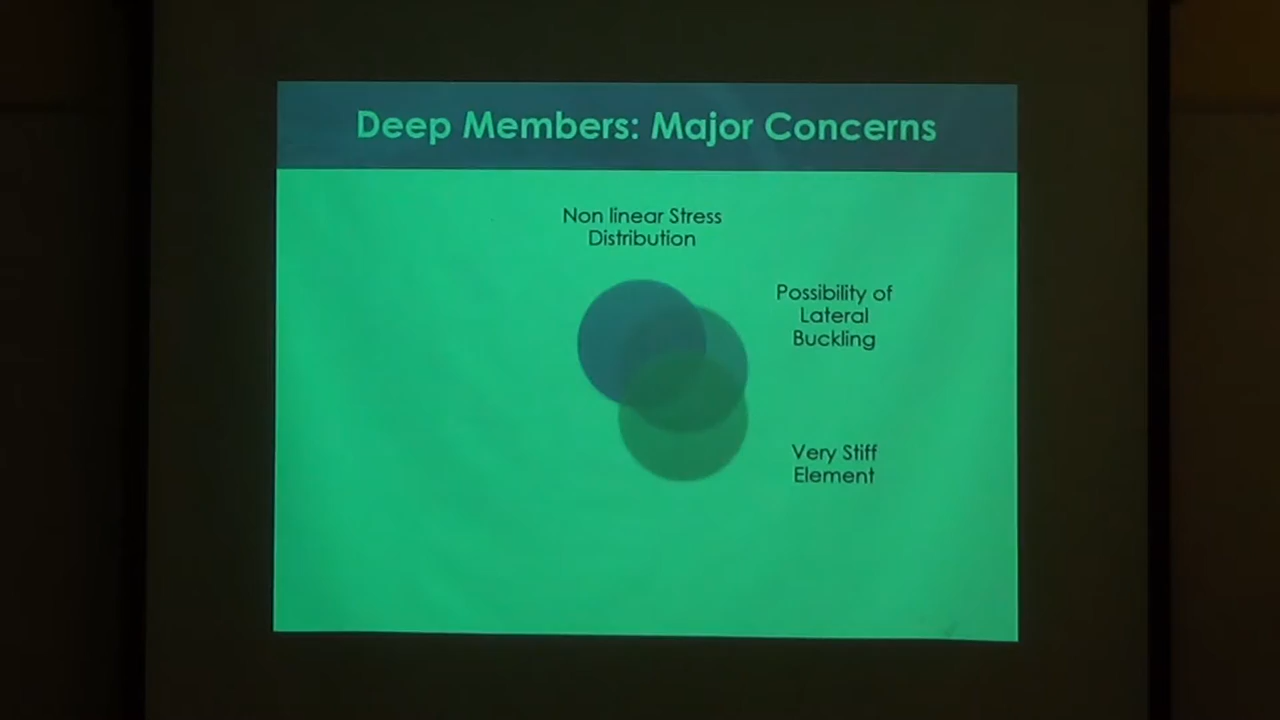 Deep Members: Major Concerns
Non linear Stress
Distribution
Possibility of
Lateral
Buckling
Very Stiff
Element